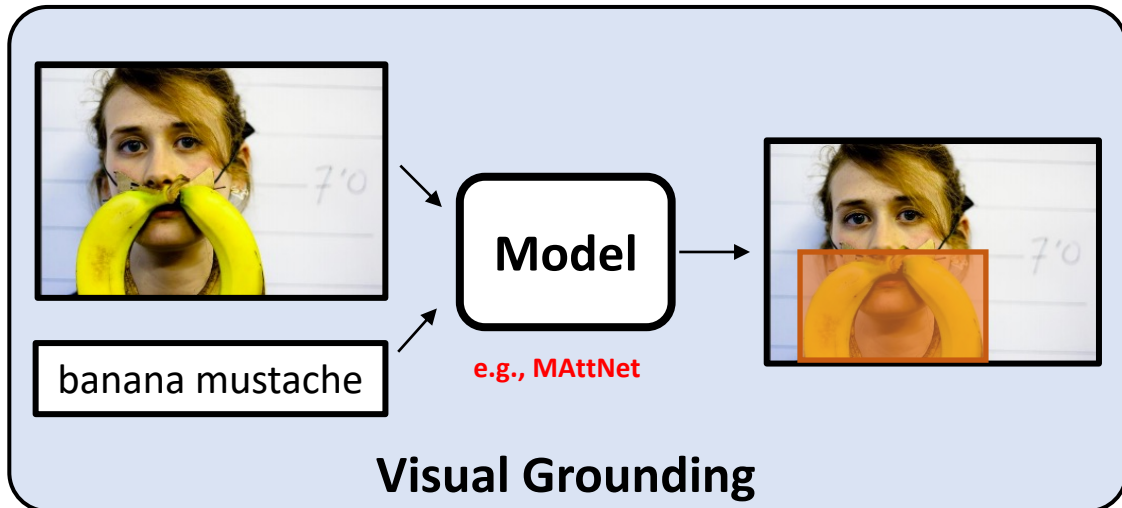 7'0
7'0
Model
banana mustache
e.g., MAttNet
Visual Grounding